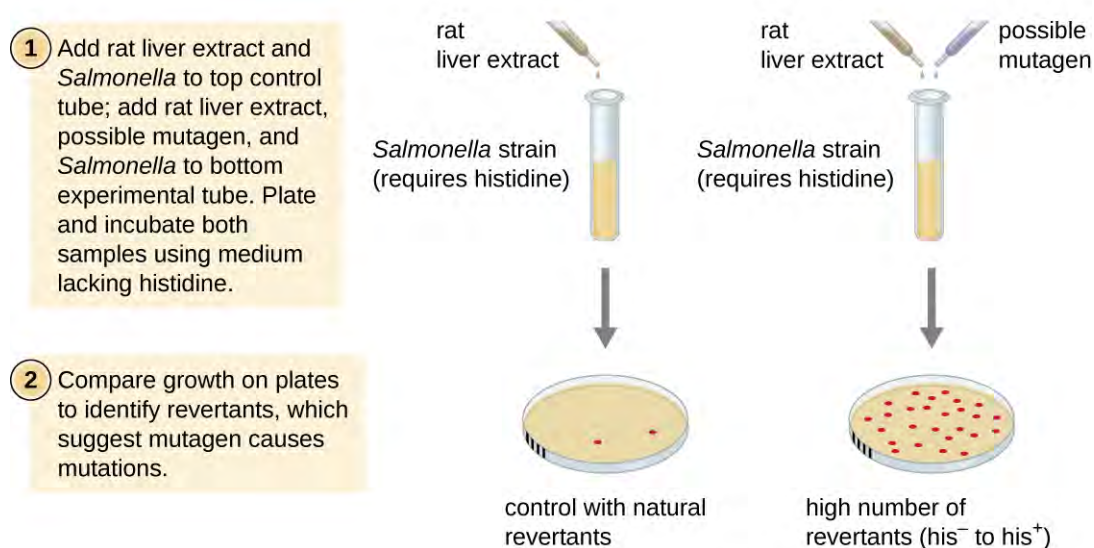 1
Add rat liver extract and
Salmonella to top control
tube; add rat liver extract,
possible mutagen, and
Salmonella to bottom
experimental tube. Plate
and incubate both
samples using medium
lacking histidine.
rat
liver extract
Salmonella strain
(requires histidine)
rat
liver extract
possible
mutagen
Salmonella strain
(requires histidine)
2
Compare growth on plates
to identify revertants, which
suggest mutagen causes
mutations.
control with natural
revertants
high number of
revertants (his⁻ to his⁺)